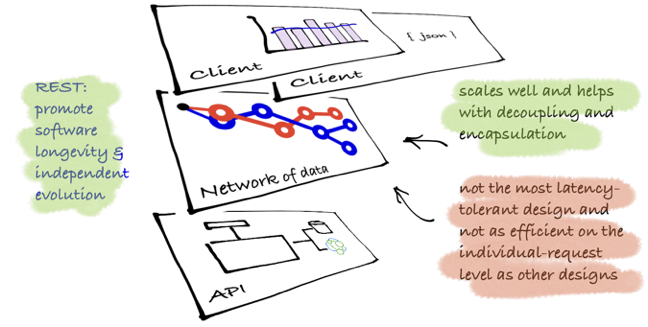 { json }
Client
Client
REST:
promote
software
longevity &
independent
evolution
scales well and helps
with decoupling and
encapsulation
Network of data
not the most latency-
tolerant design and
not as efficient on the
individual-request
level as other designs
API